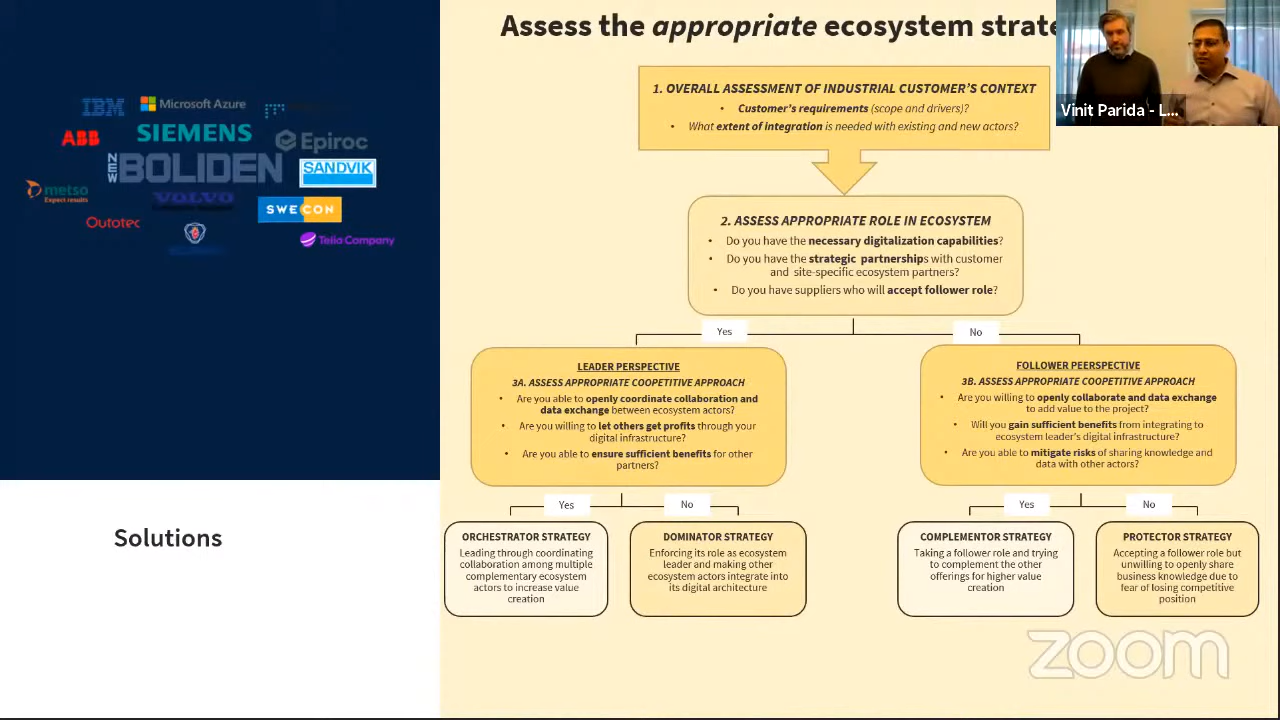 Assess the appropriate ecosystem strate
Vinit Parida - L...
IBM
Microsoft Azure
ABB
SIEMENS
Epiroc
NEW BOLIDEN
SANDVIK
metso
Expect results
VOLVO
SWECON
Outotec
Telia Company
Solutions
1. OVERALL ASSESSMENT OF INDUSTRIAL CUSTOMER'S CONTEXT
• Customer's requirements (scope and drivers)?
• What extent of integration is needed with existing and new actors?
2. ASSESS APPROPRIATE ROLE IN ECOSYSTEM
• Do you have the necessary digitalization capabilities?
• Do you have the strategic partnerships with customer
and site-specific ecosystem partners?
• Do you have suppliers who will accept follower role?
Yes
No
LEADER PERSPECTIVE
3A. ASSESS APPROPRIATE COOPETITIVE APPROACH
• Are you able to openly coordinate collaboration and
data exchange between ecosystem actors?
• Are you willing to let others get profits through your
digital infrastructure?
• Are you able to ensure sufficient benefits for other
partners?
FOLLOWER PEERSPECTIVE
3B. ASSESS APPROPRIATE COOPETITIVE APPROACH
• Are you willing to openly collaborate and data exchange
to add value to the project?
• Will you gain sufficient benefits from integrating to
ecosystem leader's digital infrastructure?
• Are you able to mitigate risks of sharing knowledge and
data with other actors?
Yes
No
Yes
No
ORCHESTRATOR STRATEGY
Leading through coordinating
collaboration among multiple
complementary ecosystem
actors to increase value
creation
DOMINATOR STRATEGY
Enforcing its role as ecosystem
leader and making other
ecosystem actors integrate into
its digital architecture
COMPLEMENTOR STRATEGY
Taking a follower role and trying
to complement the other
offerings for higher value
creation
PROTECTOR STRATEGY
Accepting a follower role but
unwilling to openly share
business knowledge due to
fear of losing competitive
position
zoom